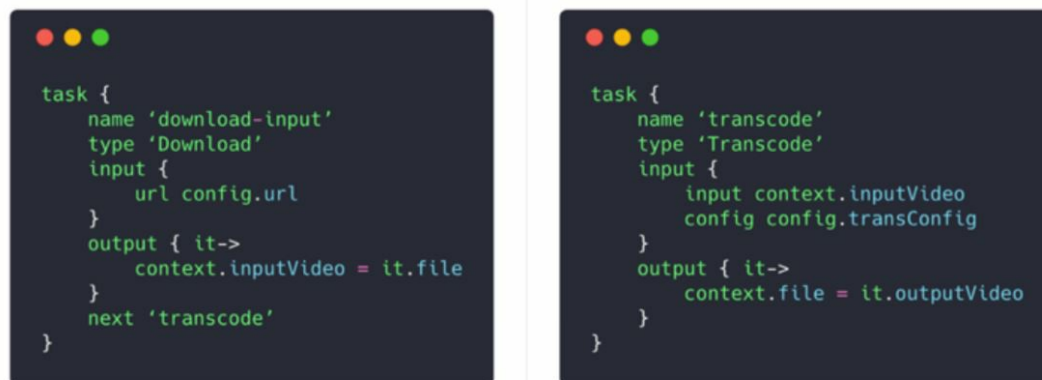 task {
name ‘download-input’
type ‘Download’
input {
url config.url
}
output { it->
context.inputVideo = it.file
}
next ‘transcode’
}
task {
name ‘transcode’
type ‘Transcode’
input {
input context.inputVideo
config config.transConfig
}
output { it->
context.file = it.outputVideo
}
}